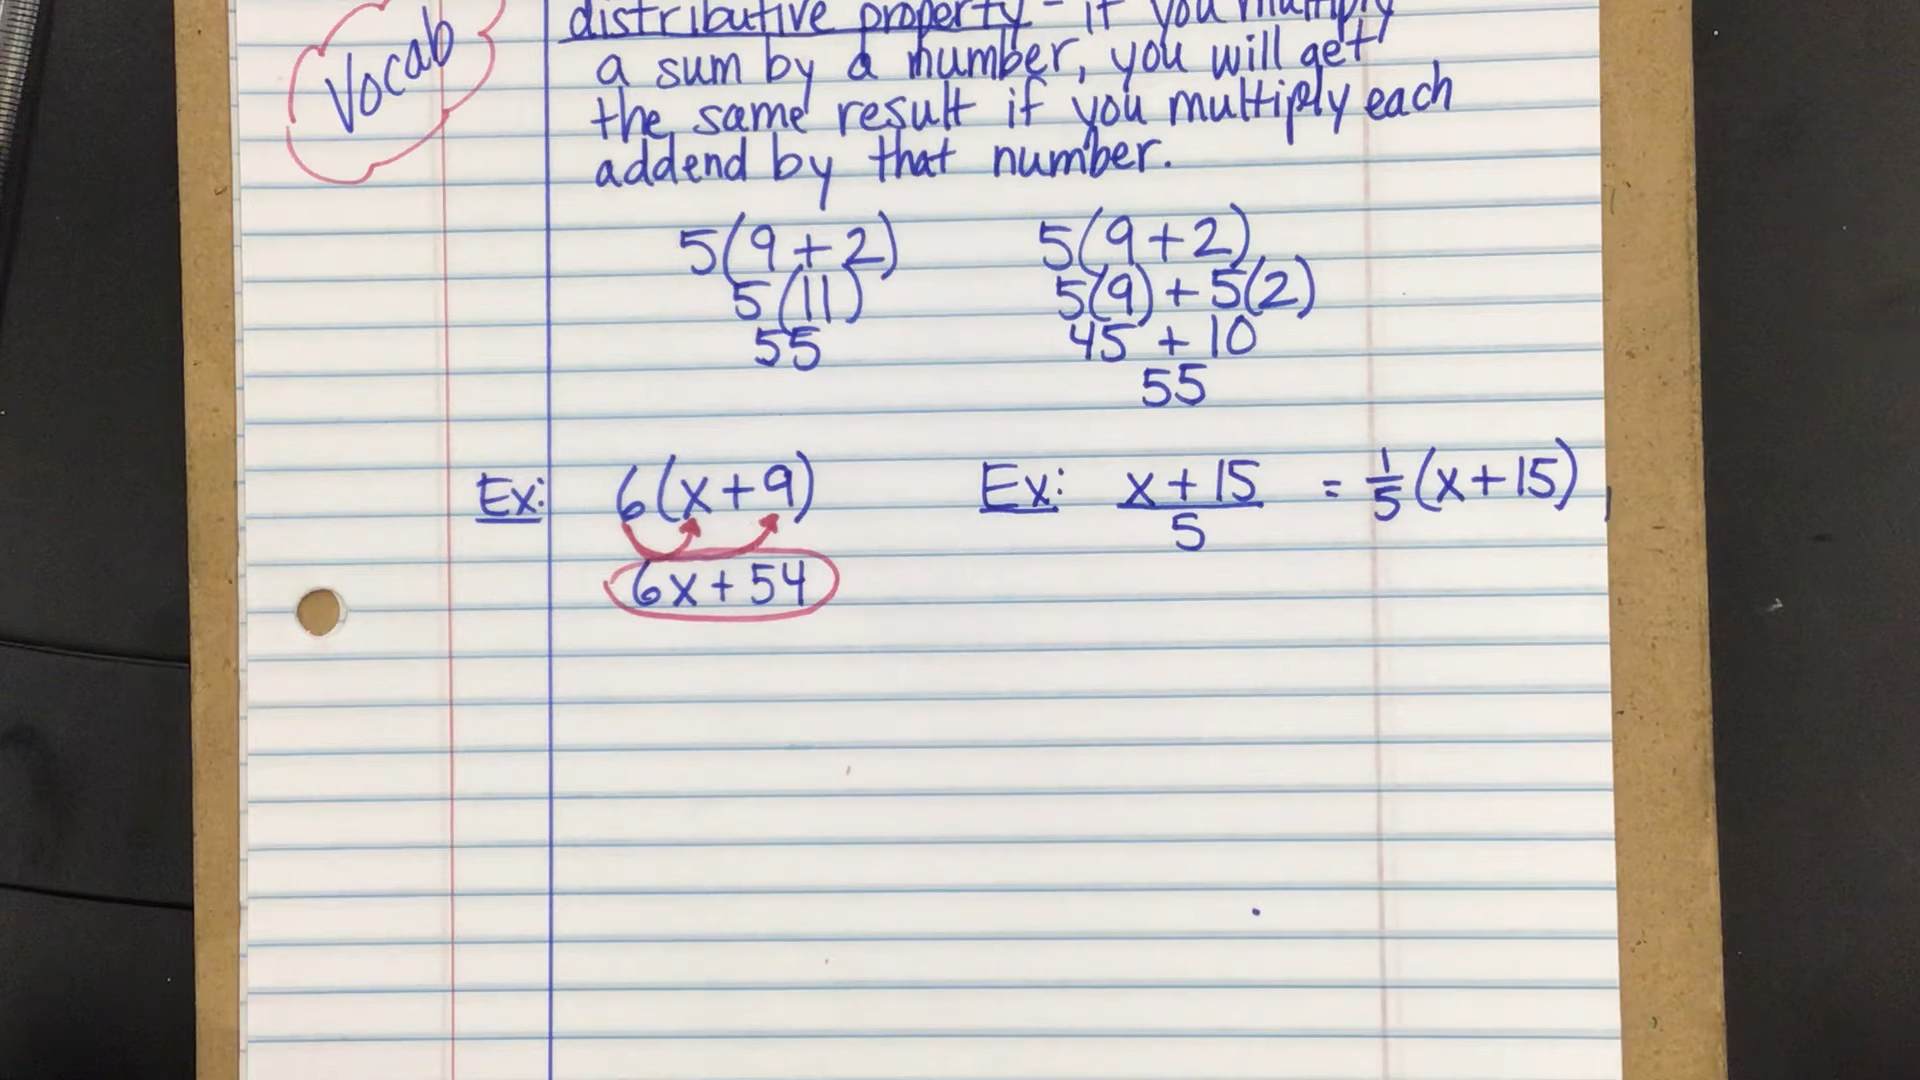 Vocab
distributive property - if you multiply
a sum by a number, you will get
the same result if you multiply each
addend by that number.
5(9+2)
5(11)
55
5(9+2)
5(9) + 5(2)
45 + 10
55
Ex: 6(x+9)
6x+54
Ex: x+15 / 5 = 1/5 (x+15)